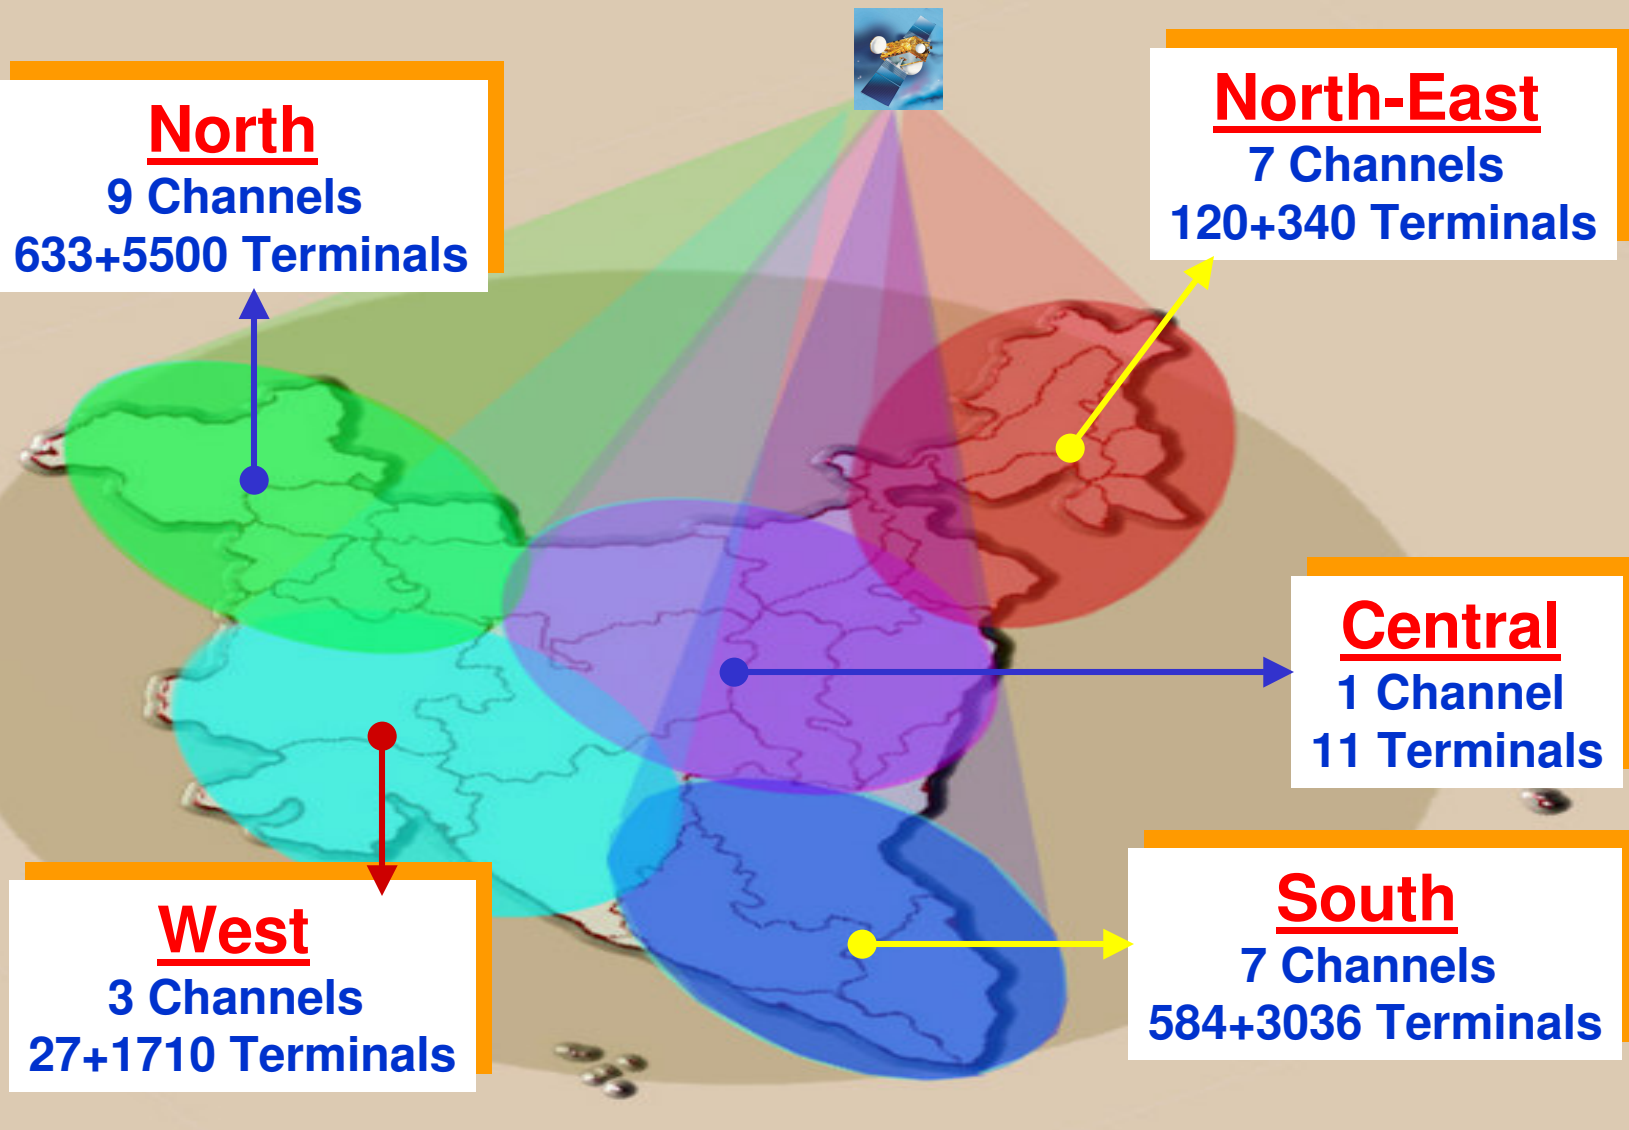 North
9 Channels
633+5500 Terminals
North-East
7 Channels
120+340 Terminals
Central
1 Channel
11 Terminals
West
3 Channels
27+1710 Terminals
South
7 Channels
584+3036 Terminals